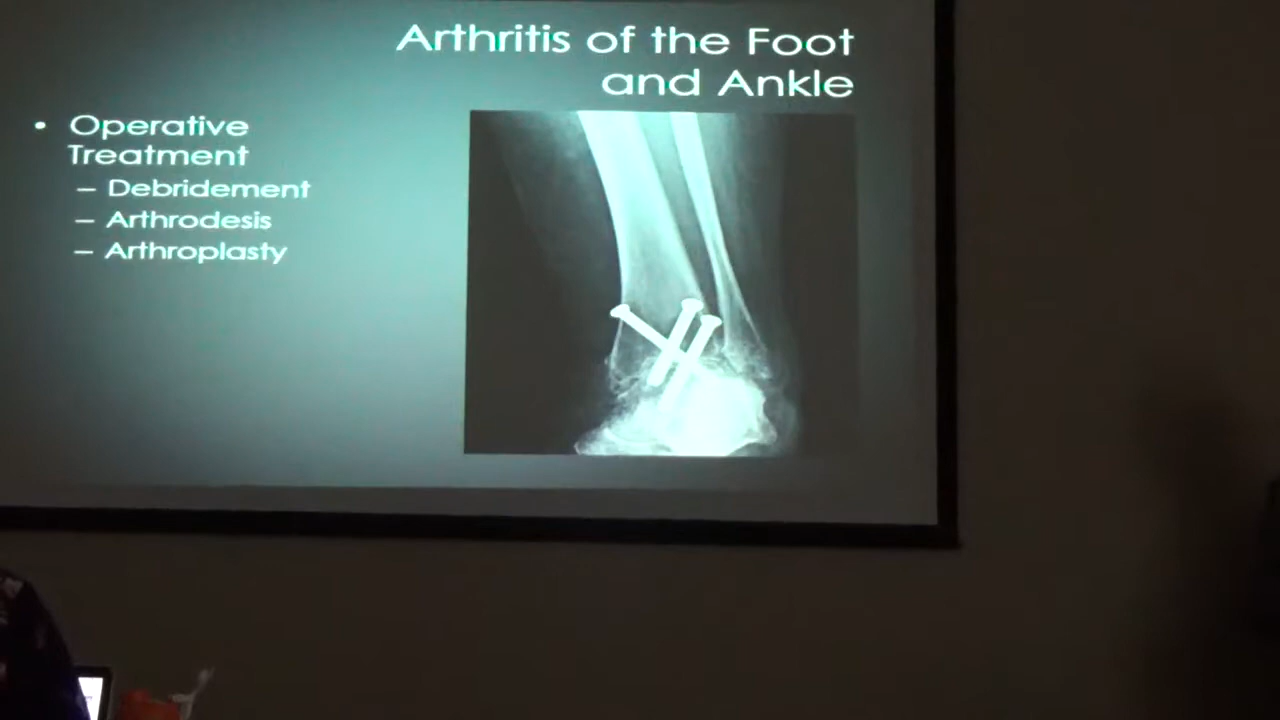 Arthritis of the Foot
and Ankle
• Operative
Treatment
– Debridement
– Arthrodesis
– Arthroplasty